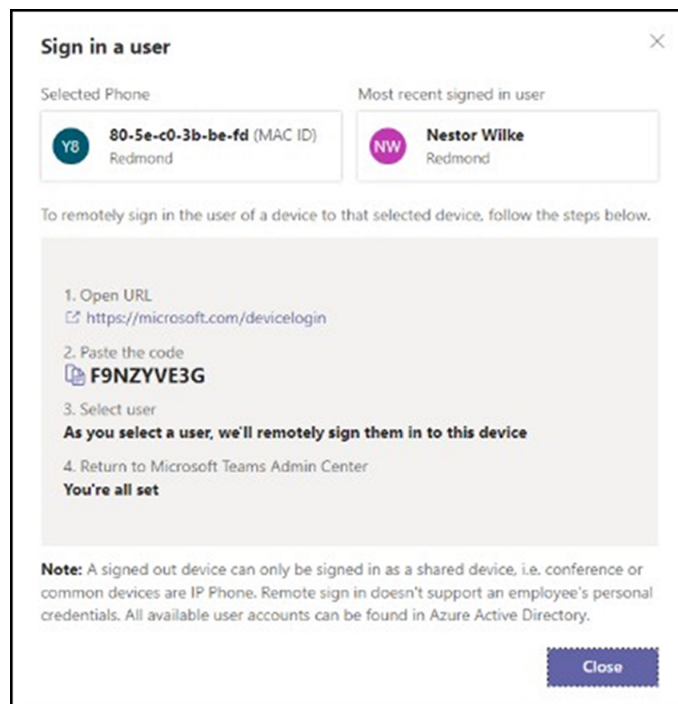 Sign in a user
Selected Phone
Most recent signed in user
Y8
80-5e-c0-3b-be-fd (MAC ID)
Redmond
NW
Nestor Wilke
Redmond
To remotely sign in the user of a device to that selected device, follow the steps below.
1. Open URL
https://microsoft.com/devicelogin
2. Paste the code
F9NZYVE3G
3. Select user
As you select a user, we'll remotely sign them in to this device
4. Return to Microsoft Teams Admin Center
You're all set
Note: A signed out device can only be signed in as a shared device, i.e. conference or
common devices are IP Phone. Remote sign in doesn't support an employee's personal
credentials. All available user accounts can be found in Azure Active Directory.
Close